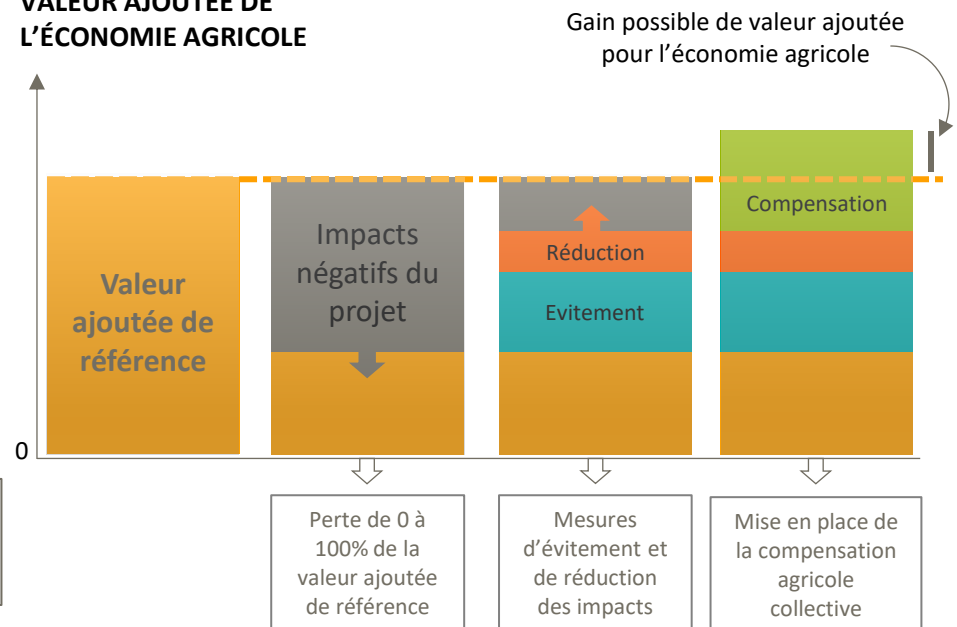 VALEUR AJOUTÉE DE
L'ÉCONOMIE AGRICOLE
Gain possible de valeur ajoutée
pour l'économie agricole
Valeur
ajoutée de
référence
Impacts
négatifs du
projet
Réduction
Evitement
Compensation
0
Perte de 0 à
100% de la
valeur ajoutée
de référence
Mesures
d'évitement et
de réduction
des impacts
Mise en place de
la compensation
agricole
collective